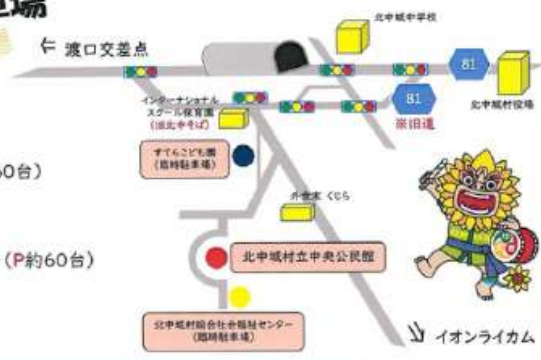 北中城中学校
← 渡口交差点
81
北中城村役場
インターナショナル
スクール保育園
(旧北中そば)
81
※旧道
すてらこども園
(臨時駐車場)
0台)
外食家 くじら
(P約60台)
北中城村立中央公民館
北中城村総合社会福祉センター
(臨時駐車場)
イオンライカム